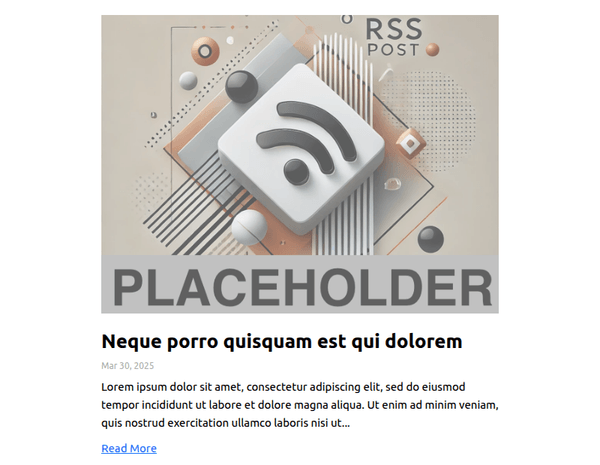 RSS
POST
PLACEHOLDER
Neque porro quisquam est qui dolorem
Mar 30, 2025
Lorem ipsum dolor sit amet, consectetur adipiscing elit, sed do eiusmod
tempor incididunt ut labore et dolore magna aliqua. Ut enim ad minim veniam,
quis nostrud exercitation ullamco laboris nisi ut...
Read More